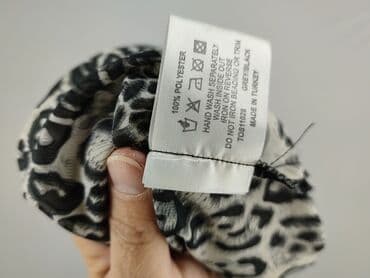 100% POLYESTER
HAND WASH SEPARATELY
WASH INSIDE OUT
IRON ON REVERSE
DO NOT IRON BEADING OR TRIM
TOS11028
GREY/BLACK
MADE IN TURKEY